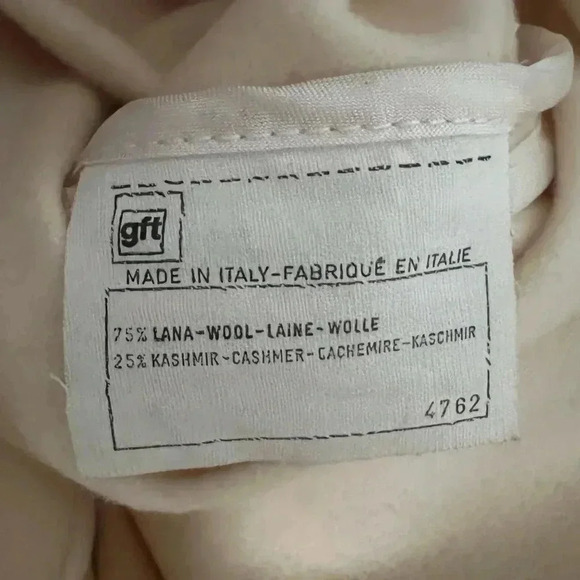 gft
MADE IN ITALY-FABRIQUÉ EN ITALIE
75% LANA-WOOL-LAINE-WOLLE
25% KASHMIR-CASHMER-CACHEMIRE-KASCHMIR
4762